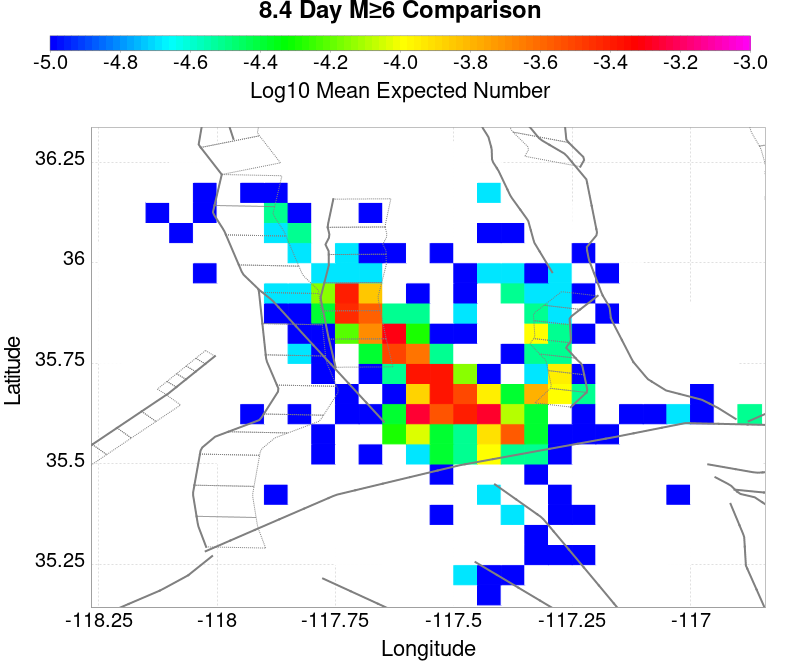 8.4 Day M≥6 Comparison
-5.0 -4.8 -4.6 -4.4 -4.2 -4.0 -3.8 -3.6 -3.4 -3.2 -3.0
Log10 Mean Expected Number
36.25
36
35.75
35.5
35.25
Latitude
-118.25 -118 -117.75 -117.5 -117.25 -117
Longitude